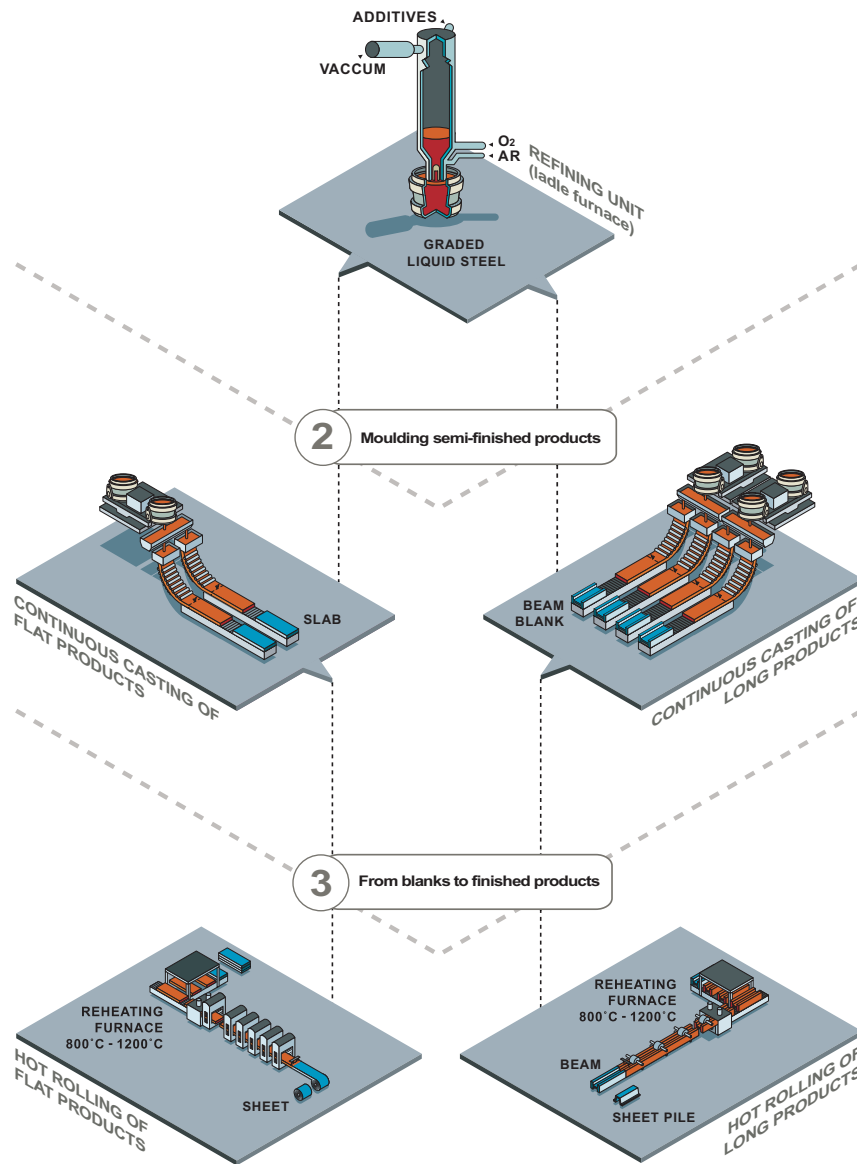 ADDITIVES
VACCUM
O2
AR
REFINING UNIT
(ladle furnace)
GRADED
LIQUID STEEL
2
Moulding semi-finished products
SLAB
CONTINUOUS CASTING OF
FLAT PRODUCTS
BEAM
BLANK
CONTINUOUS CASTING OF
LONG PRODUCTS
3
From blanks to finished products
REHEATING
FURNACE
800°C - 1200°C
SHEET
HOT ROLLING OF
FLAT PRODUCTS
REHEATING
FURNACE
800°C - 1200°C
BEAM
SHEET PILE
HOT ROLLING OF
LONG PRODUCTS